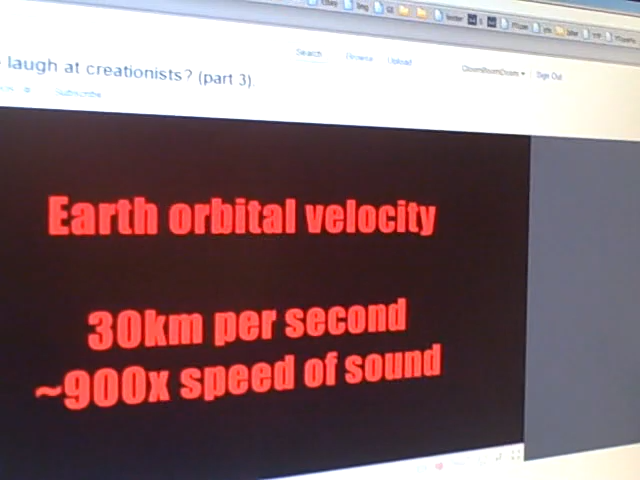 Search Browse Upload
Sign Out
laugh at creationists? (part 3).
Subscribe
Earth orbital velocity
30km per second
~900x speed of sound